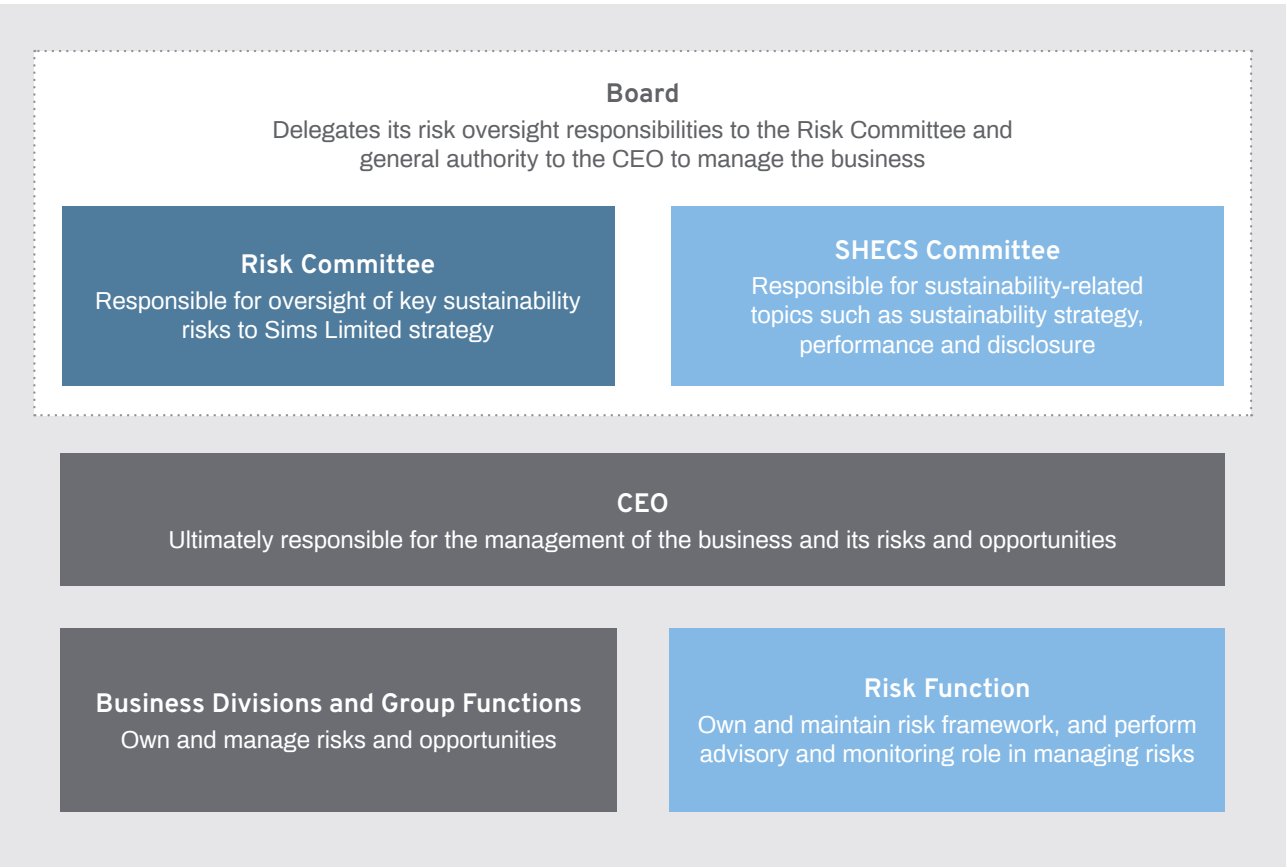 Board
Delegates its risk oversight responsibilities to the Risk Committee and
general authority to the CEO to manage the business
Risk Committee
Responsible for oversight of key sustainability
risks to Sims Limited strategy
SHECS Committee
Responsible for sustainability-related
topics such as sustainability strategy,
performance and disclosure
CEO
Ultimately responsible for the management of the business and its risks and opportunities
Business Divisions and Group Functions
Own and manage risks and opportunities
Risk Function
Own and maintain risk framework, and perform
advisory and monitoring role in managing risks